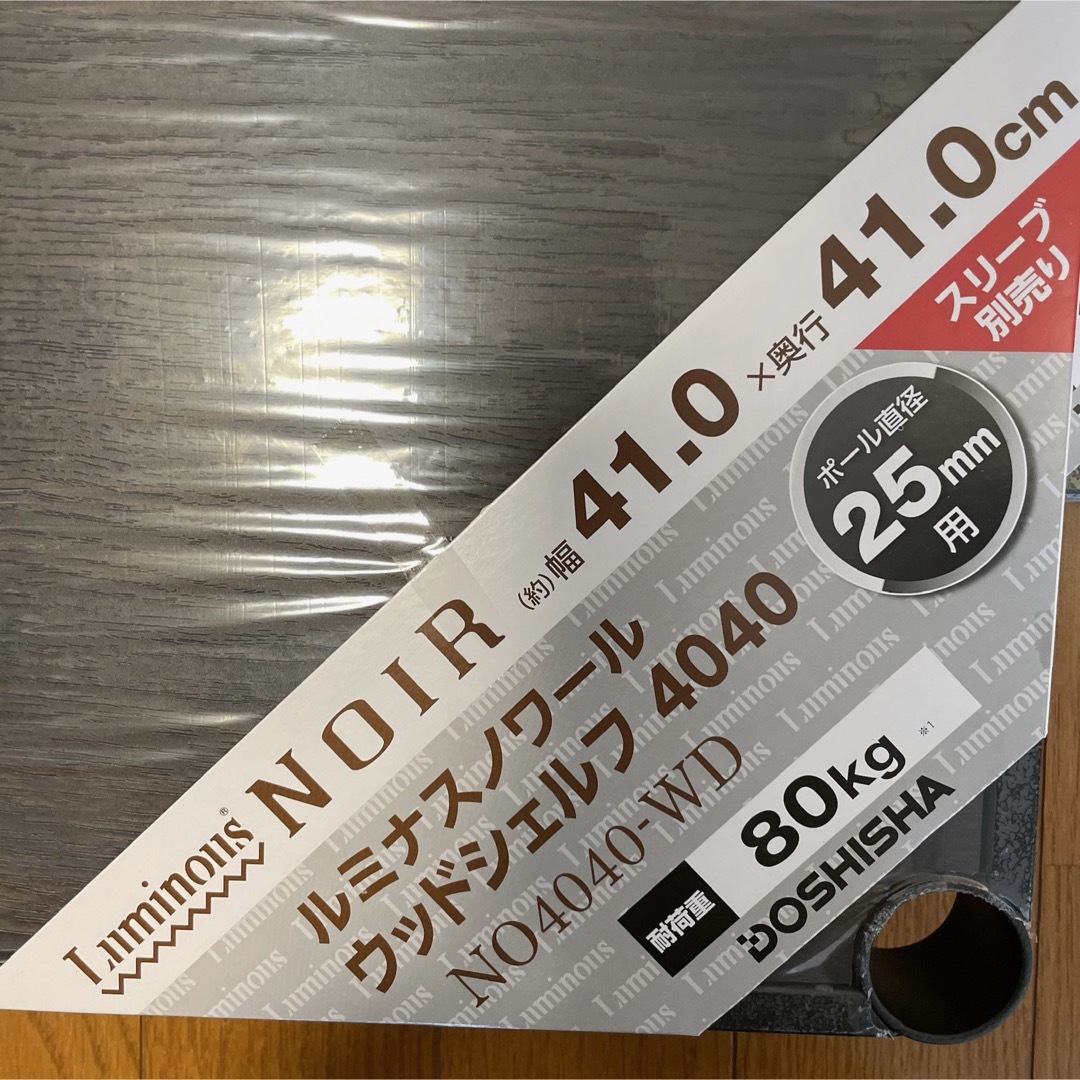 Luminous® NOIR
(約)幅 41.0 ×奥行 41.0cm
スリーブ
別売り
ポール直径
25mm
用
ルミナスノワール
ウッドシェルフ 4040
NO4040-WD
耐荷重 80kg ※1
DOSHISHA